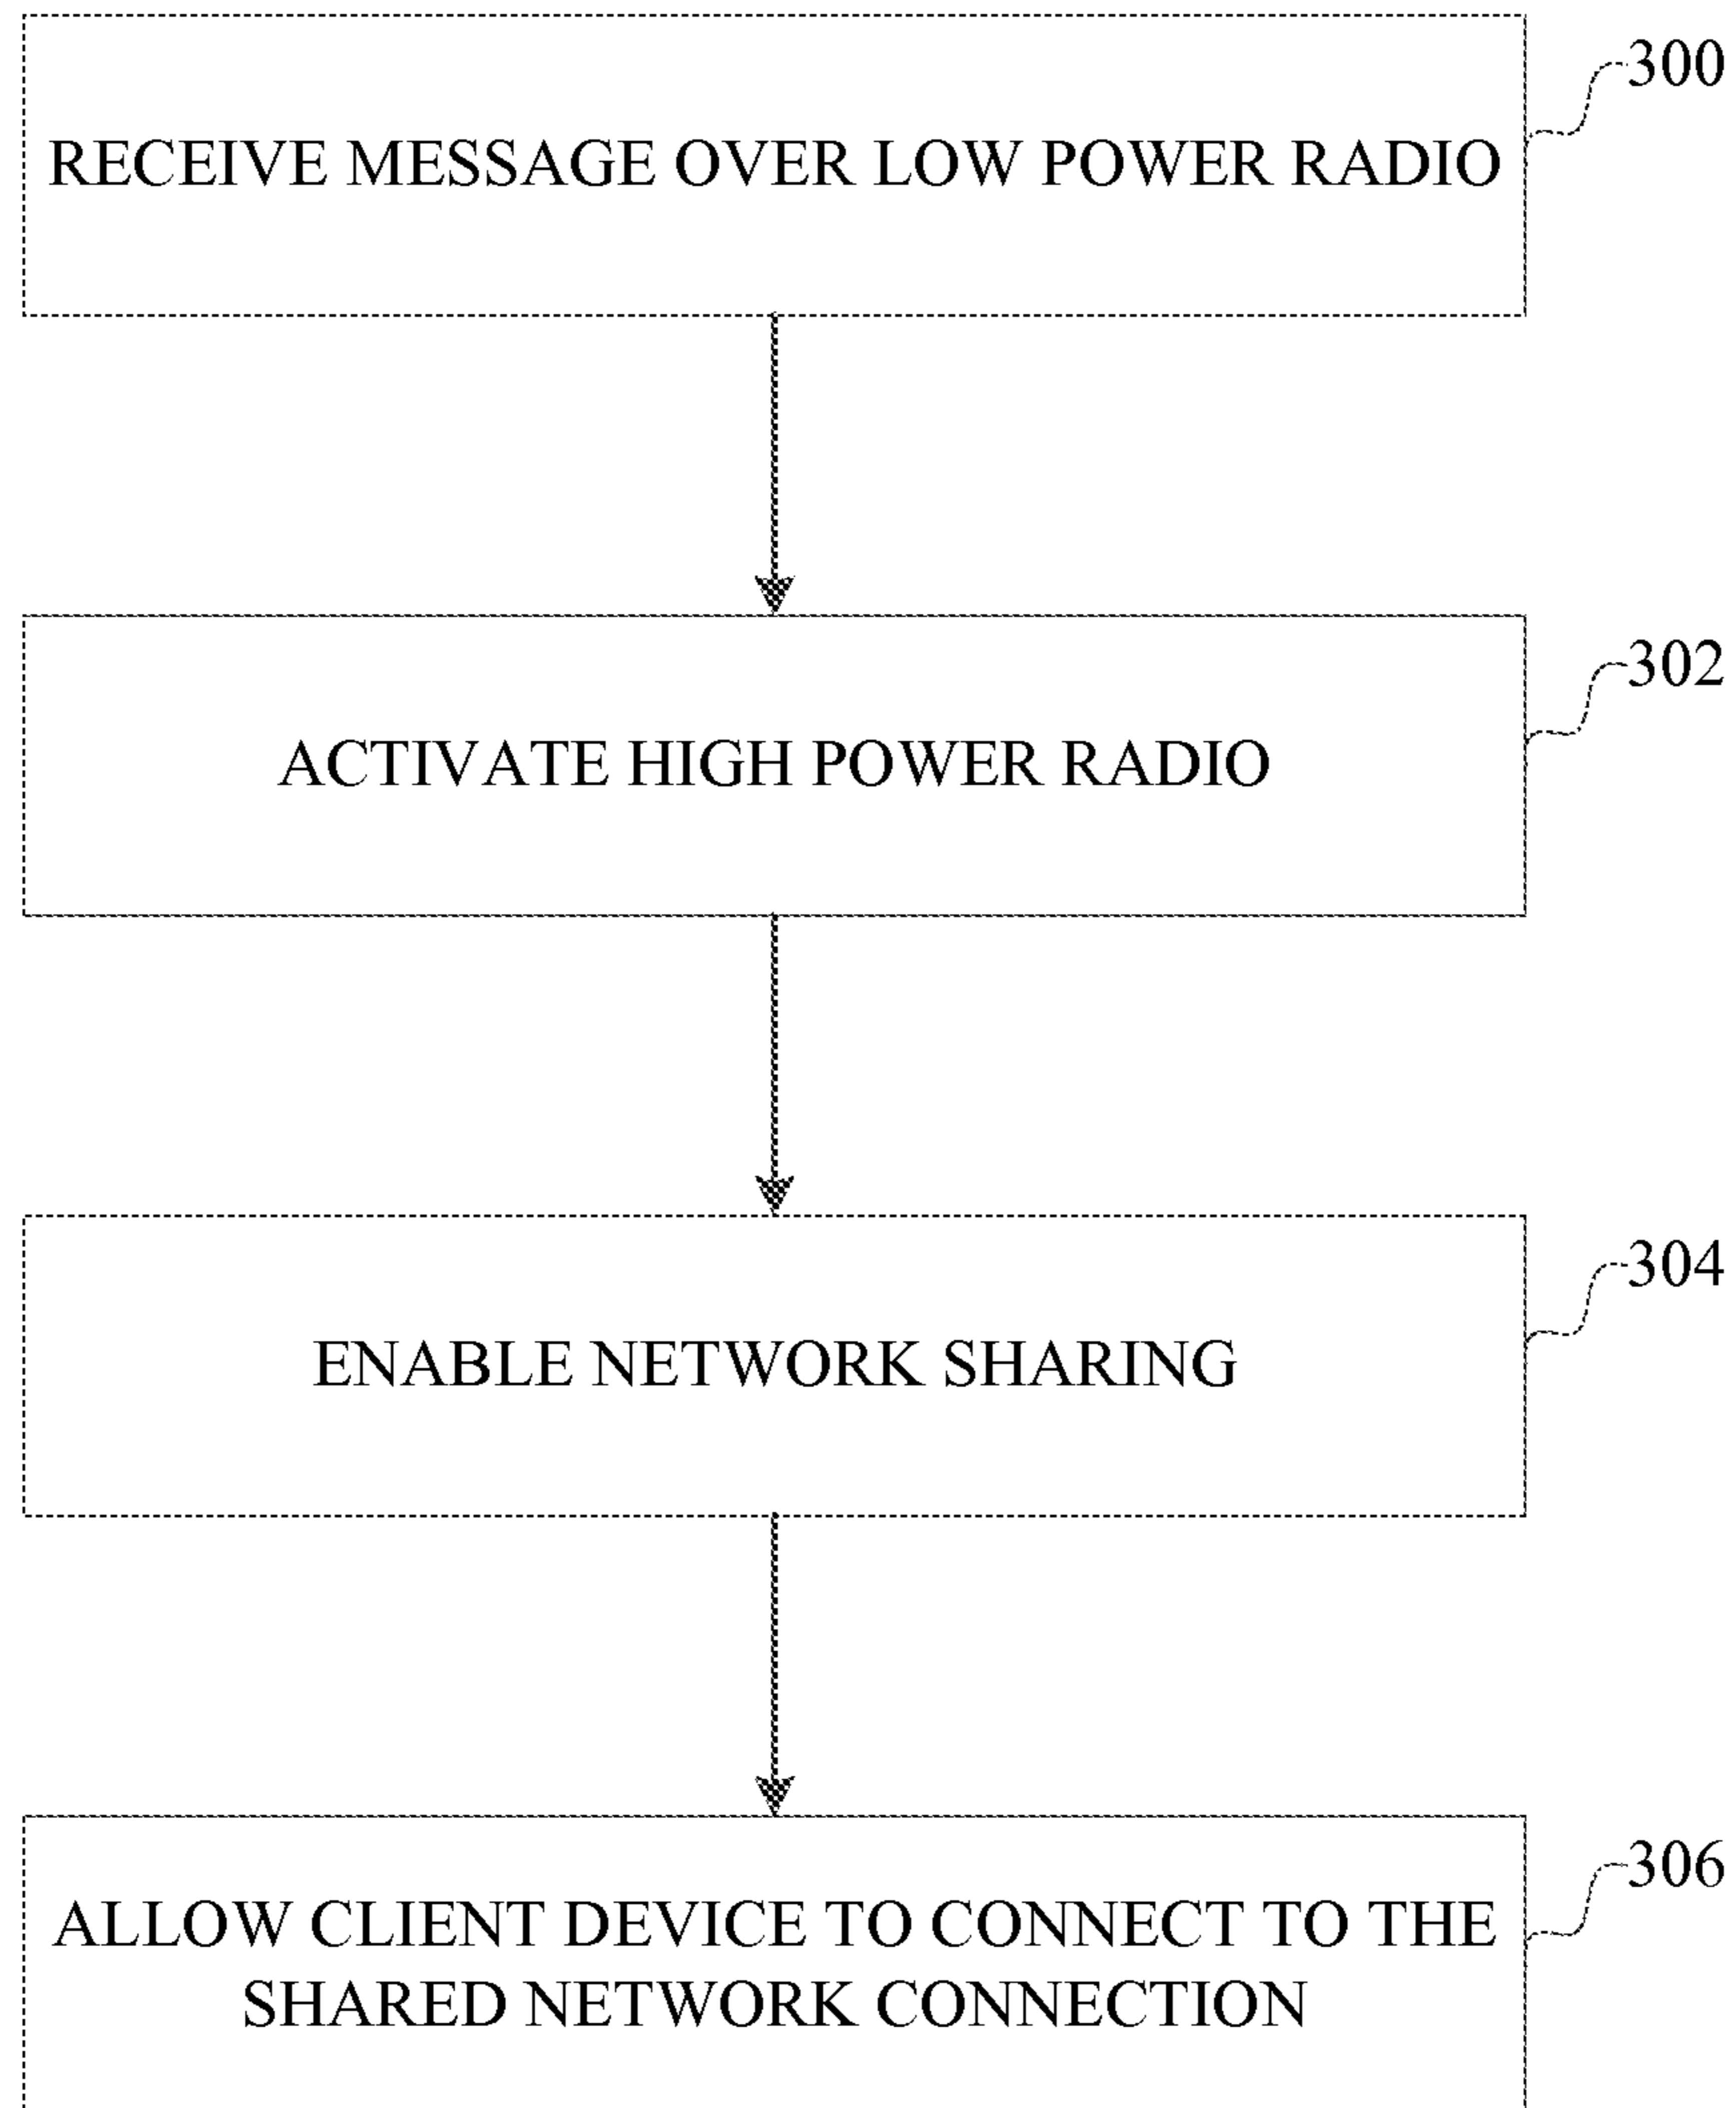 300
RECEIVE MESSAGE OVER LOW POWER RADIO
302
ACTIVATE HIGH POWER RADIO
304
ENABLE NETWORK SHARING
306
ALLOW CLIENT DEVICE TO CONNECT TO THE
SHARED NETWORK CONNECTION